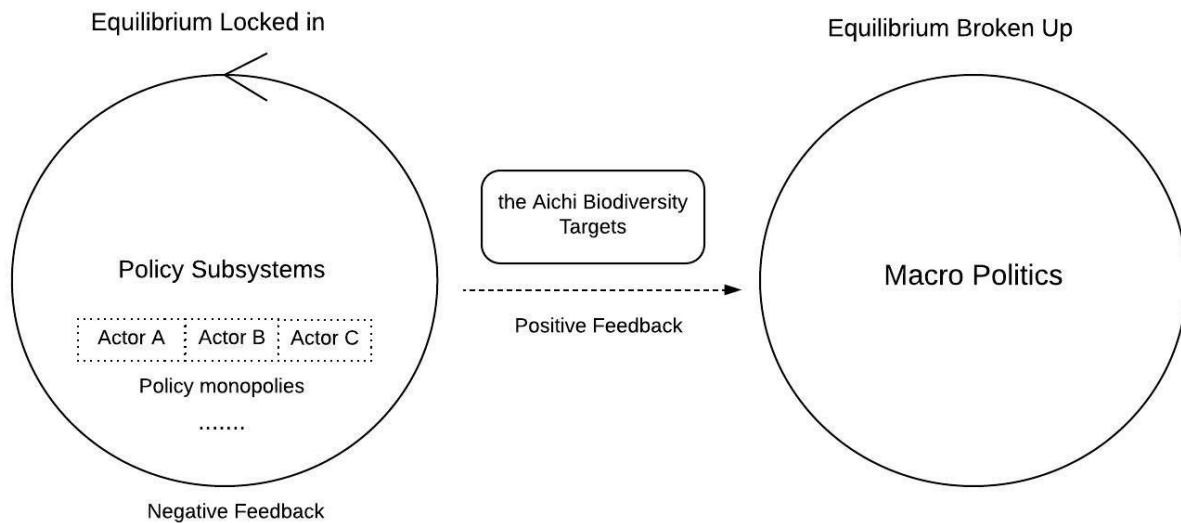 Equilibrium Locked in
Equilibrium Broken Up
the Aichi Biodiversity
Targets
Policy Subsystems
Macro Politics
Positive Feedback
Actor A
Actor B
Actor C
Policy monopolies
.......
Negative Feedback